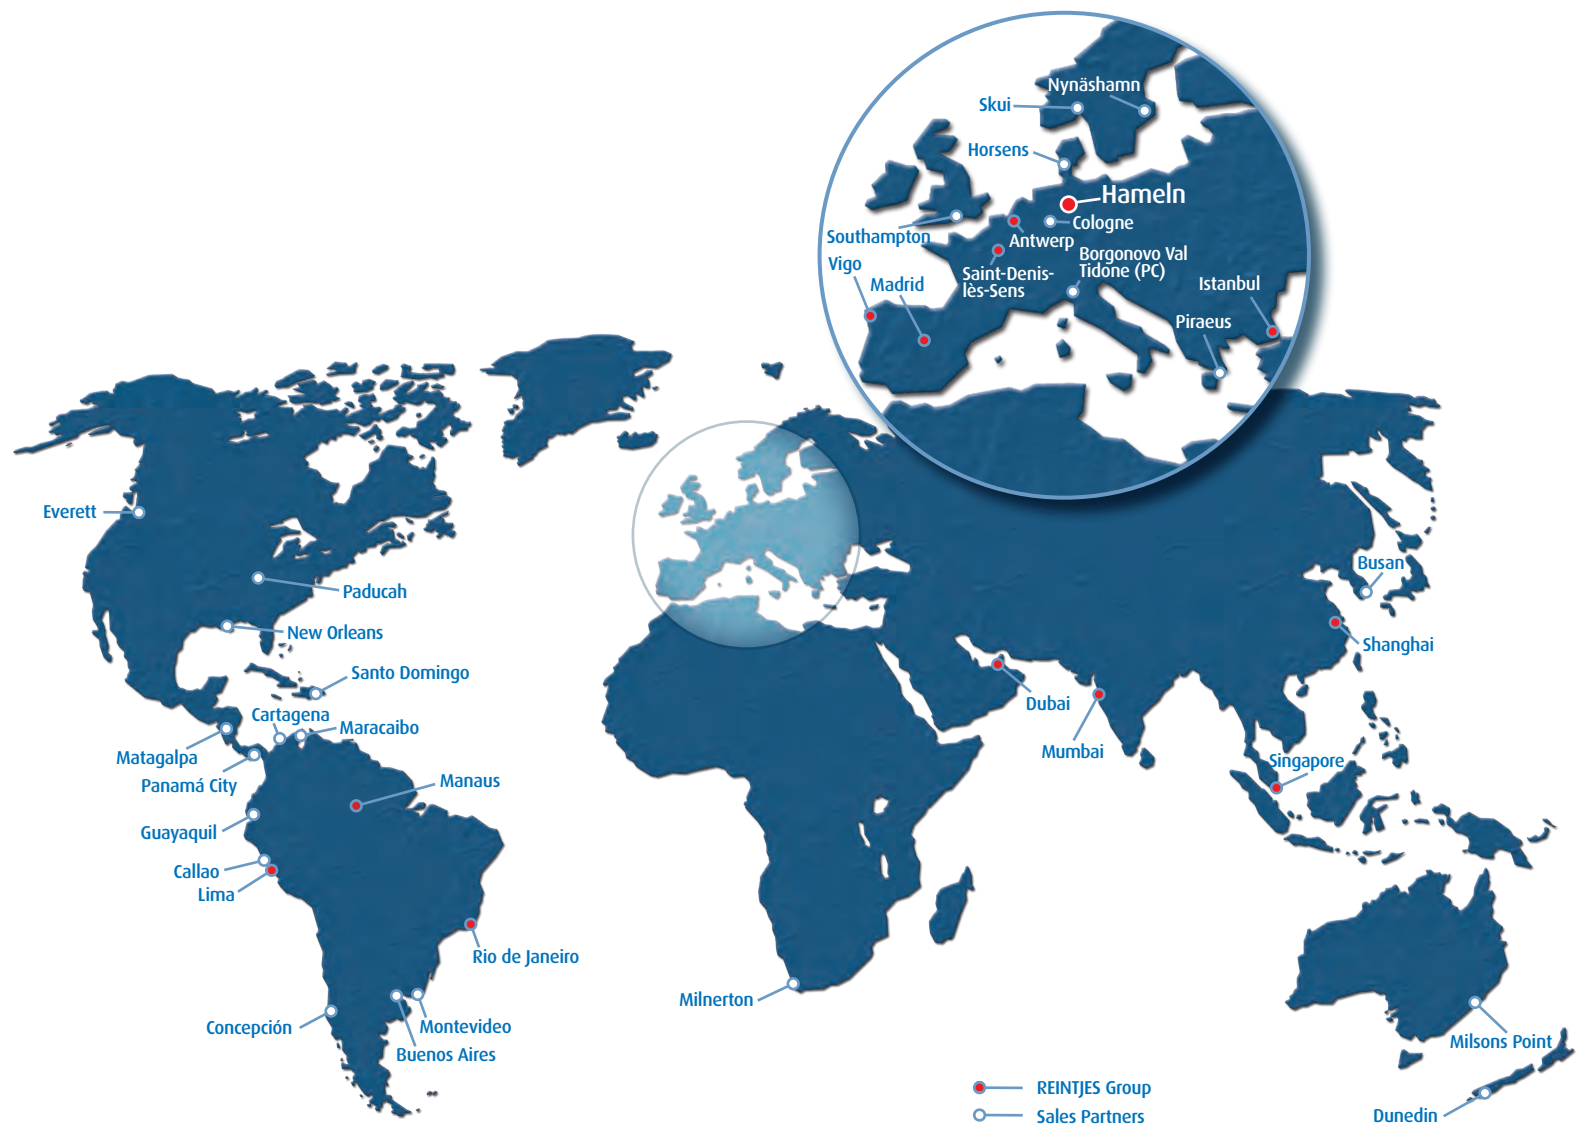 Nynäshamn
Skui
Horsens
Hameln
Cologne
Southampton
Antwerp
Borgonovo Val
Tidone (PC)
Vigo
Saint-Denis-
lès-Sens
Madrid
Istanbul
Piraeus
Everett
Busan
Paducah
New Orleans
Shanghai
Santo Domingo
Dubai
Cartagena
Maracaibo
Mumbai
Matagalpa
Singapore
Panamá City
Manaus
Guayaquil
Callao
Lima
Rio de Janeiro
Milnerton
Concepción
Montevideo
Milsons Point
Buenos Aires
REINTJES Group
Sales Partners
Dunedin